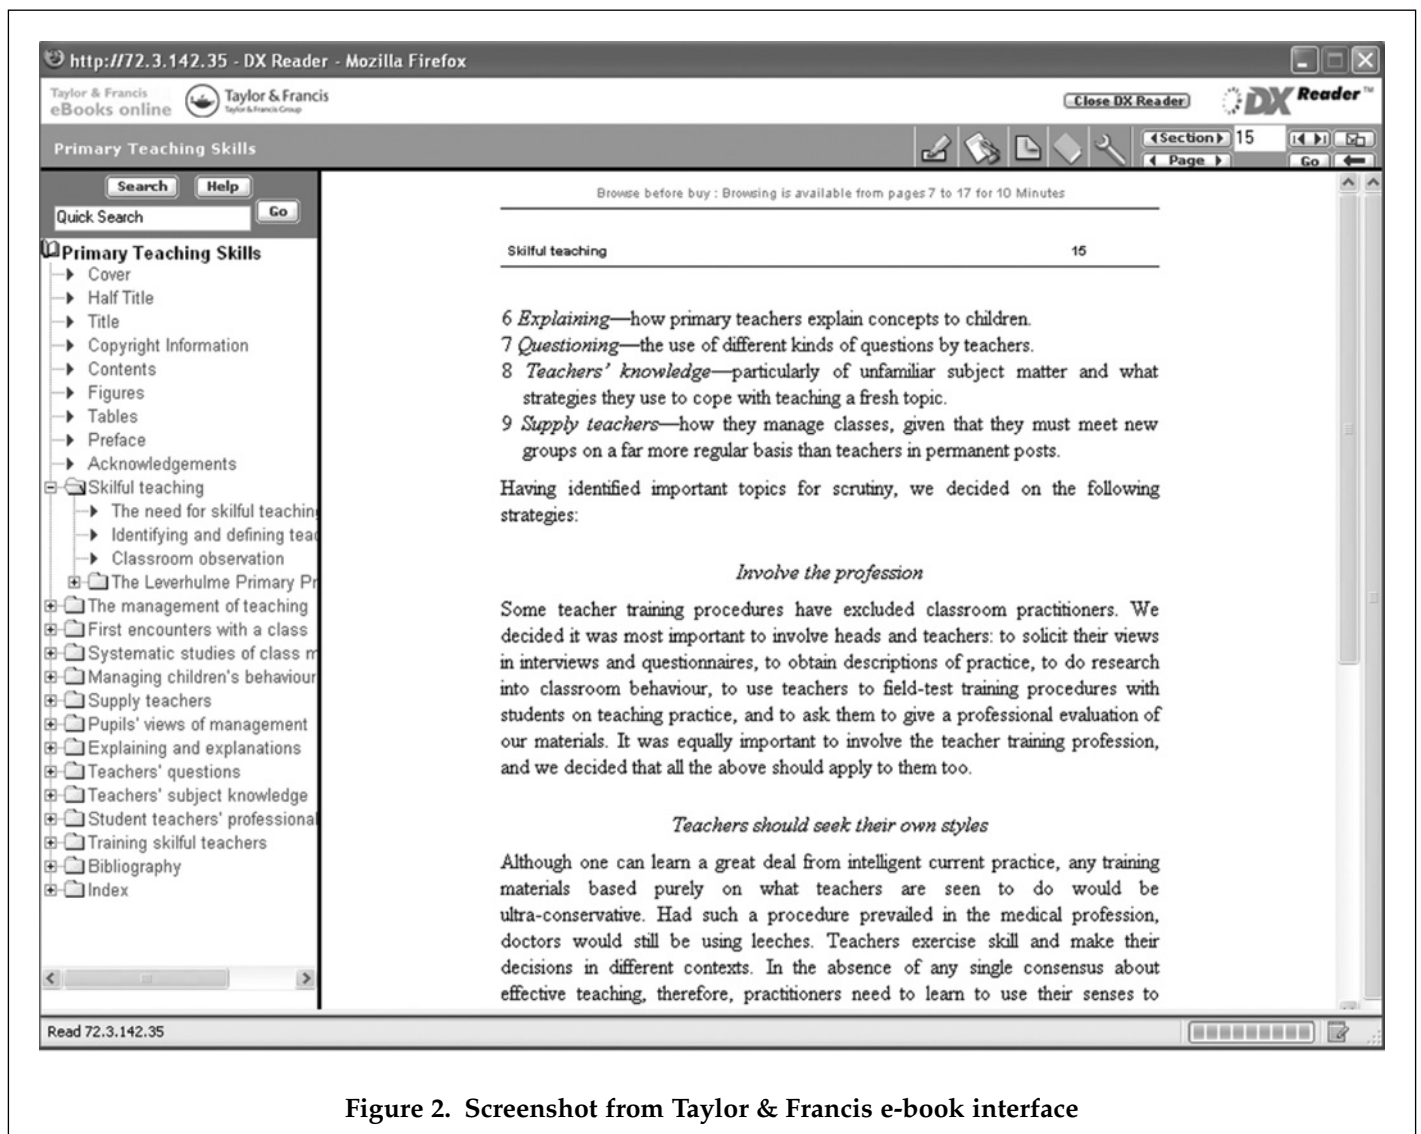 http://72.3.142.35 - DX Reader - Mozilla Firefox
Taylor & Francis
eBooks online
Taylor & Francis
Taylor & Francis Group
Close DX Reader
DX Reader™
Primary Teaching Skills
Section
15
Page
Go
Search
Help
Quick Search
Go
Primary Teaching Skills
Cover
Half Title
Title
Copyright Information
Contents
Figures
Tables
Preface
Acknowledgements
Skilful teaching
The need for skilful teachin
Identifying and defining tea
Classroom observation
The Leverhulme Primary Pr
The management of teaching
First encounters with a class
Systematic studies of class m
Managing children's behaviour
Supply teachers
Pupils' views of management
Explaining and explanations
Teachers' questions
Teachers' subject knowledge
Student teachers' professional
Training skilful teachers
Bibliography
Index
Browse before buy : Browsing is available from pages 7 to 17 for 10 Minutes
Skilful teaching 15
6 Explaining—how primary teachers explain concepts to children.
7 Questioning—the use of different kinds of questions by teachers.
8 Teachers' knowledge—particularly of unfamiliar subject matter and what
strategies they use to cope with teaching a fresh topic.
9 Supply teachers—how they manage classes, given that they must meet new
groups on a far more regular basis than teachers in permanent posts.
Having identified important topics for scrutiny, we decided on the following
strategies:
Involve the profession
Some teacher training procedures have excluded classroom practitioners. We
decided it was most important to involve heads and teachers: to solicit their views
in interviews and questionnaires, to obtain descriptions of practice, to do research
into classroom behaviour, to use teachers to field-test training procedures with
students on teaching practice, and to ask them to give a professional evaluation of
our materials. It was equally important to involve the teacher training profession,
and we decided that all the above should apply to them too.
Teachers should seek their own styles
Although one can learn a great deal from intelligent current practice, any training
materials based purely on what teachers are seen to do would be
ultra-conservative. Had such a procedure prevailed in the medical profession,
doctors would still be using leeches. Teachers exercise skill and make their
decisions in different contexts. In the absence of any single consensus about
effective teaching, therefore, practitioners need to learn to use their senses to
Read 72.3.142.35
Figure 2. Screenshot from Taylor & Francis e-book interface